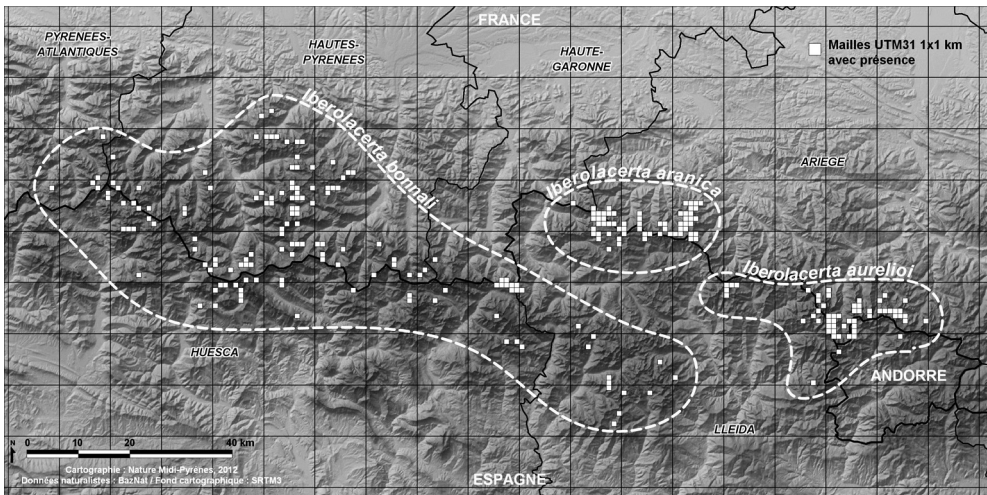 FRANCE
PYRENEES-
ATLANTIQUES
HAUTES-
PYRENEES
HAUTE-
GARONNE
Mailles UTM31 1x1 km
avec présence
Iberolacerta bonnali
ARIEGE
Iberolacerta aranica
Iberolacerta aurelioi
HUESCA
ANDORRE
LLEIDA
N
0 10 20 40 km
Cartographie : Nature Midi-Pyrénes, 2012
Données naturalistes : BazNat / Fond cartographique : SRTM3
ESPAGNE